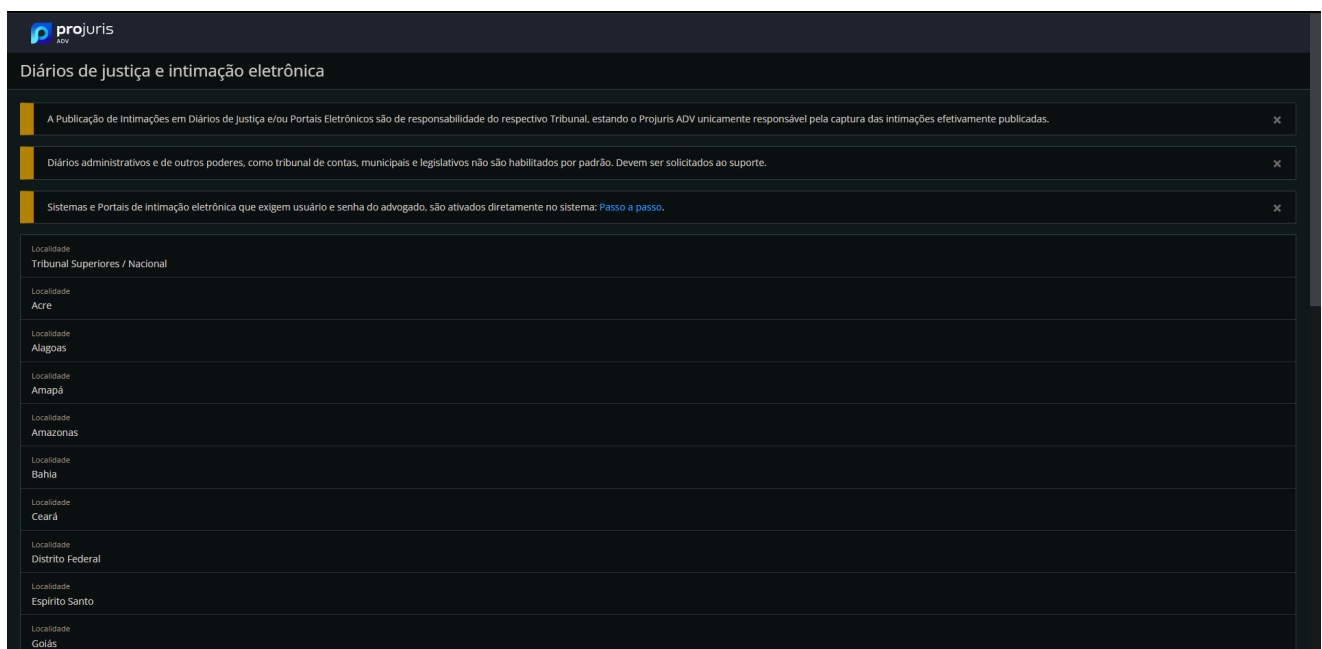 projuris
ADV
Diários de justiça e intimação eletrônica
A Publicação de Intimações em Diários de Justiça e/ou Portais Eletrônicos são de responsabilidade do respectivo Tribunal, estando o Projuris ADV unicamente responsável pela captura das intimações efetivamente publicadas.
Diários administrativos e de outros poderes, como tribunal de contas, municipais e legislativos não são habilitados por padrão. Devem ser solicitados ao suporte.
Sistemas e Portais de intimação eletrônica que exigem usuário e senha do advogado, são ativados diretamente no sistema: Passo a passo.
Localidade
Tribunal Superiores / Nacional
Localidade
Acre
Localidade
Alagoas
Localidade
Amapá
Localidade
Amazonas
Localidade
Bahia
Localidade
Ceará
Localidade
Distrito Federal
Localidade
Espírito Santo
Localidade
Goiás